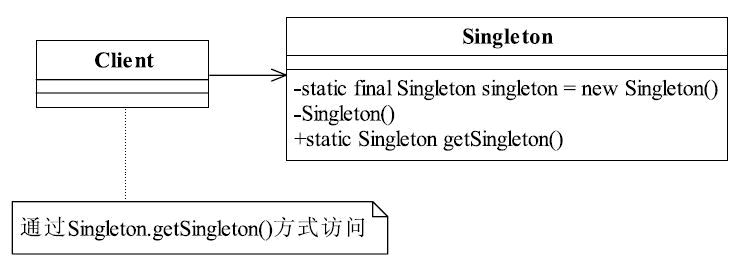 Client
Singleton
-static final Singleton singleton = new Singleton()
-Singleton()
+static Singleton getSingleton()
通过Singleton.getSingleton()方式访问